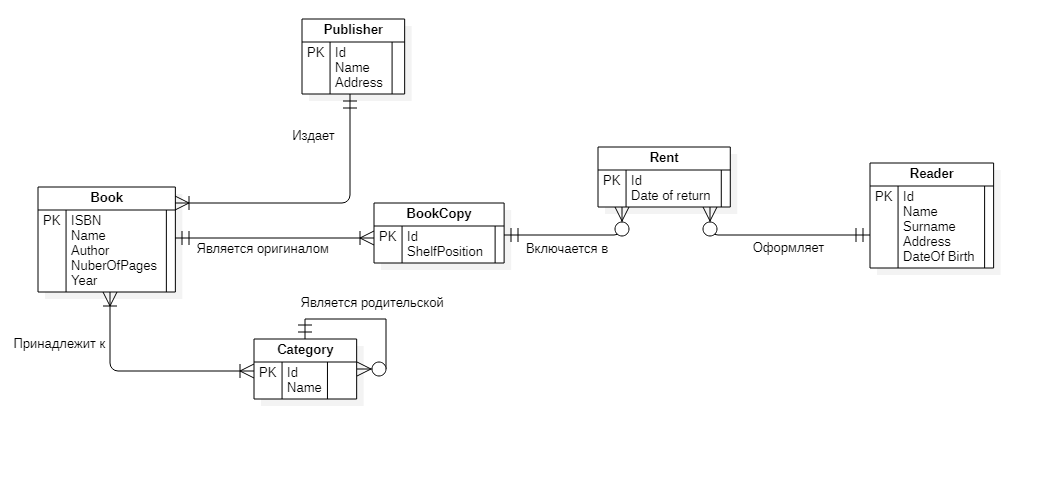 Publisher
PK Id
Name
Address
Издает
Rent
PK Id
Date of return
Reader
PK Id
Name
Surname
Address
DateOf Birth
Book
PK ISBN
Name
Author
NuberOfPages
Year
BookCopy
PK Id
ShelfPosition
Является оригиналом
Включается в
Оформляет
Является родительской
Принадлежит к
Category
PK Id
Name